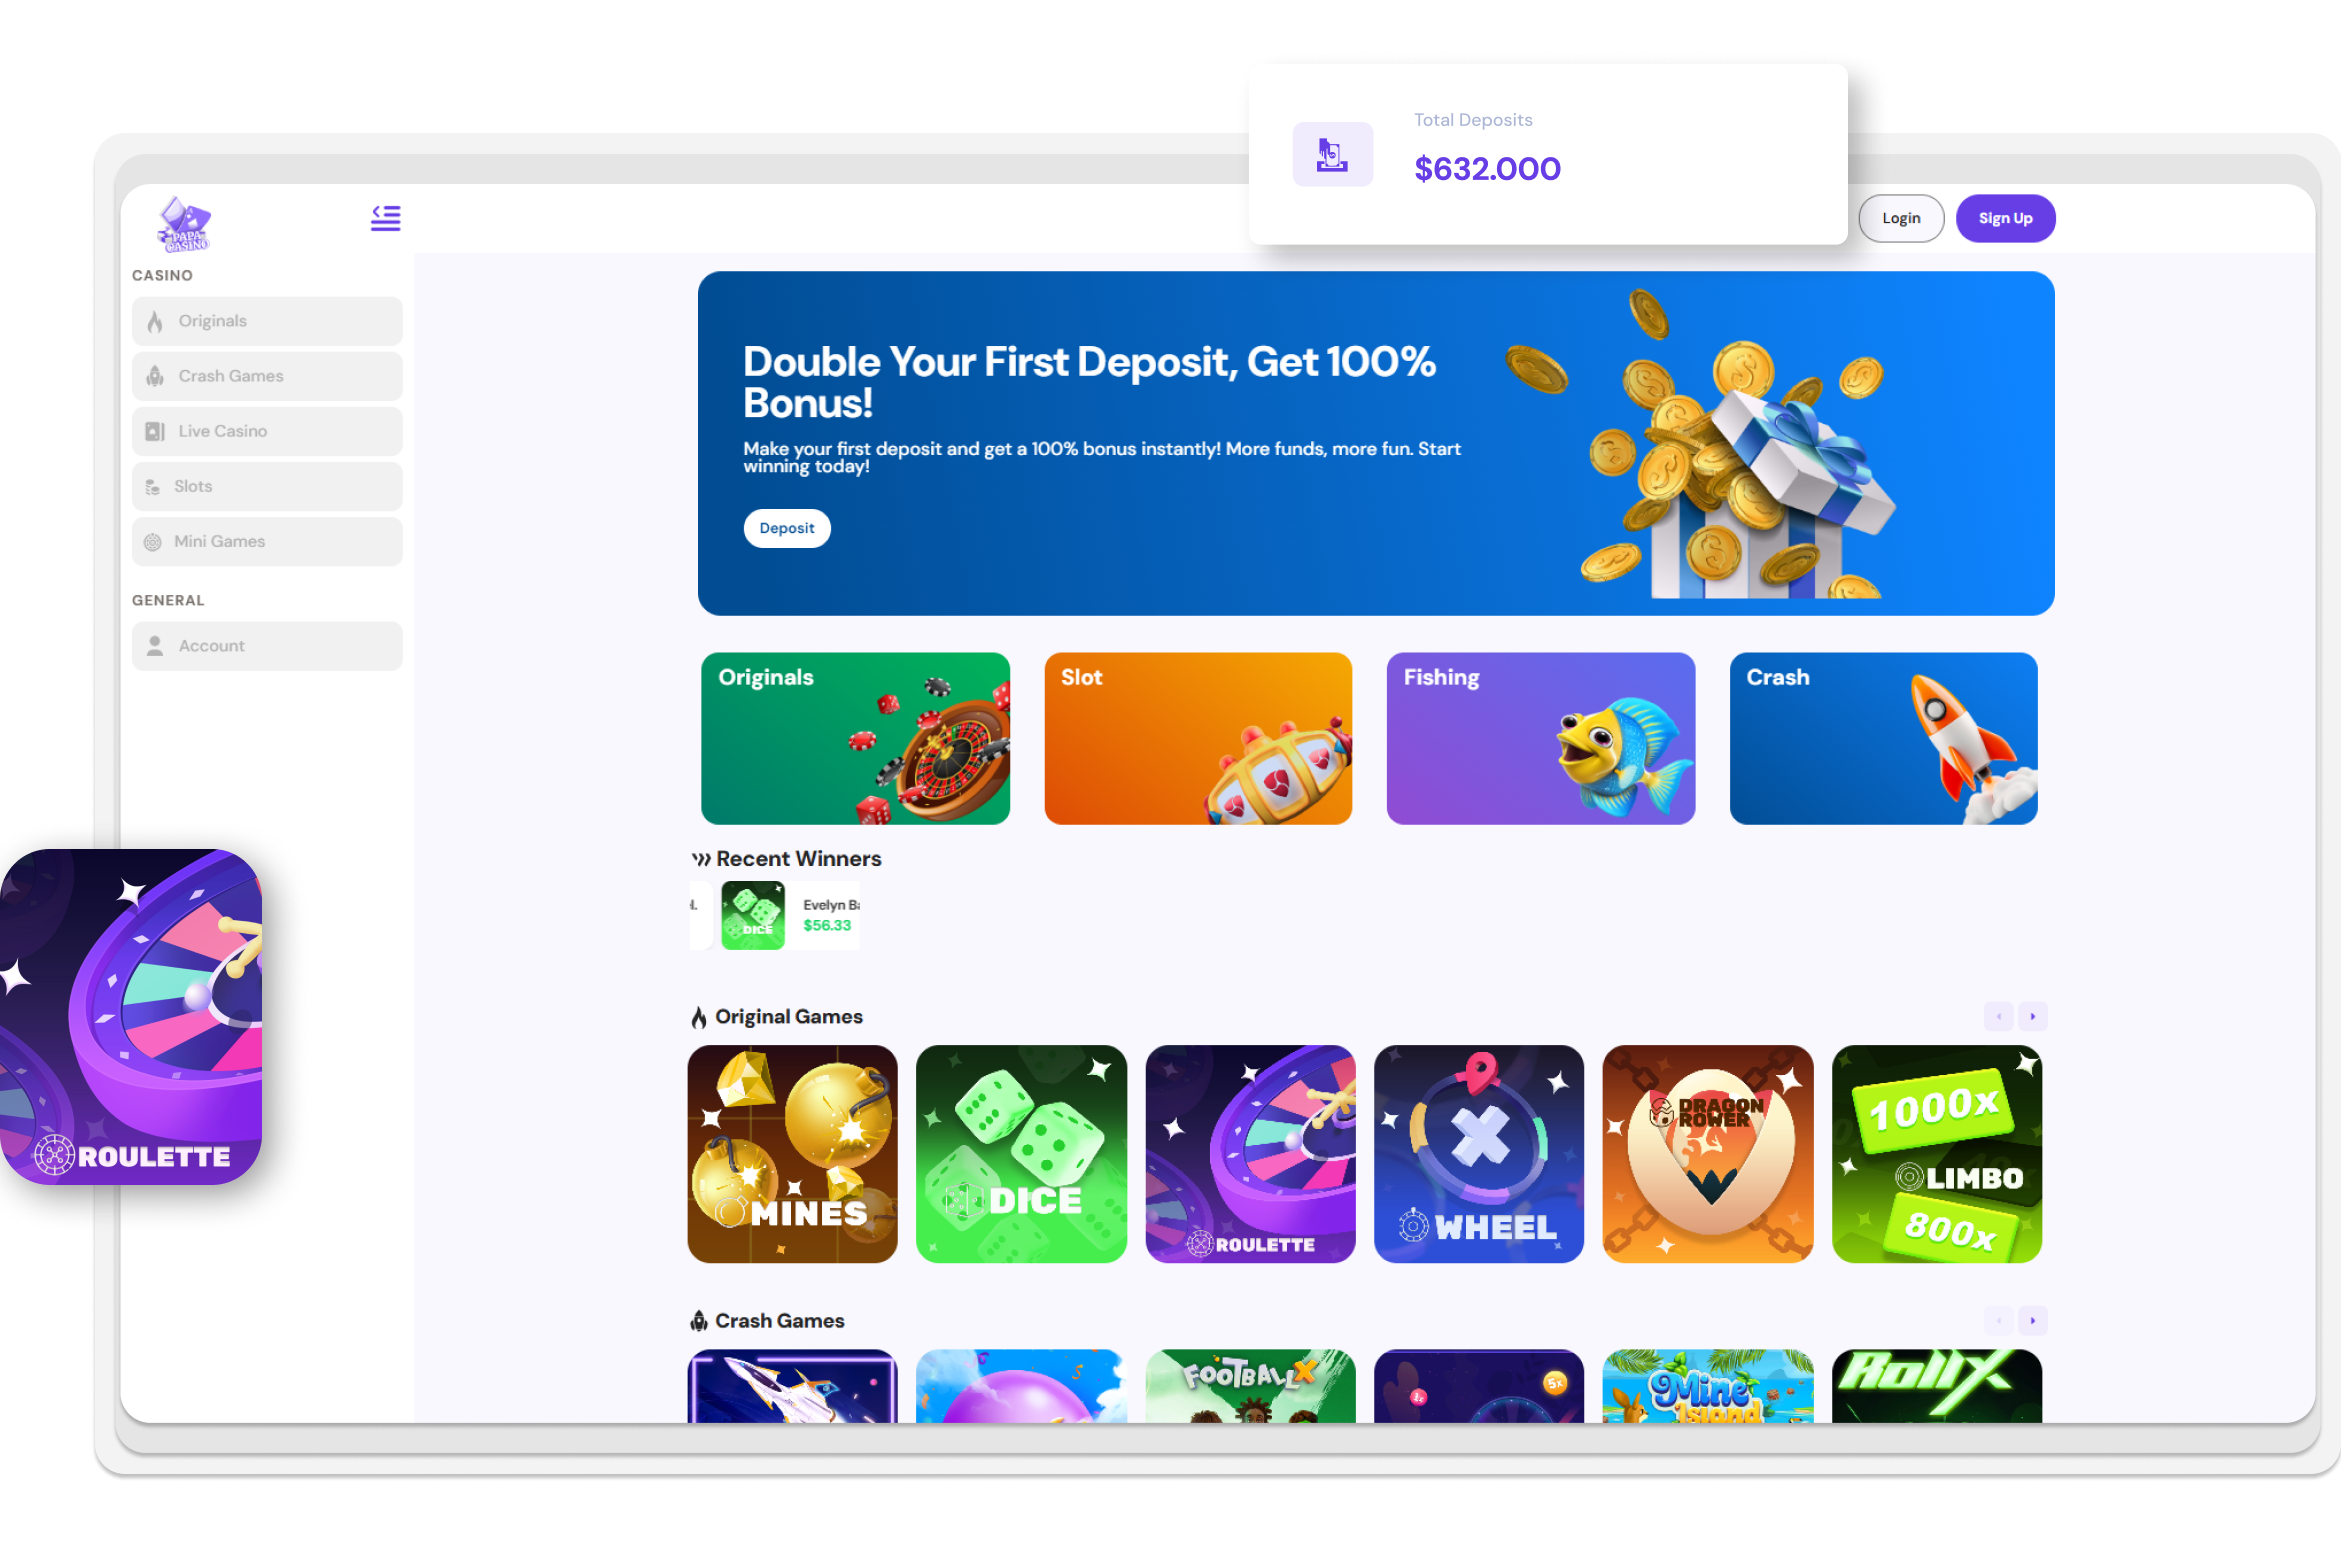 Total Deposits
$632.000
PAPA
CASINO
Login
Sign Up
CASINO
Originals
Crash Games
Live Casino
Slots
Mini Games
GENERAL
Account
Double Your First Deposit, Get 100%
Bonus!
Make your first deposit and get a 100% bonus instantly! More funds, more fun. Start
winning today!
Deposit
Originals
Slot
Fishing
Crash
Recent Winners
DICE
Evelyn
$56.33
ROULETTE
Original Games
MINES
DICE
ROULETTE
WHEEL
DRAGON
ROWER
1000x
LIMBO
800x
Crash Games
FOOTBALL X
5x
Mine
Island
RollX